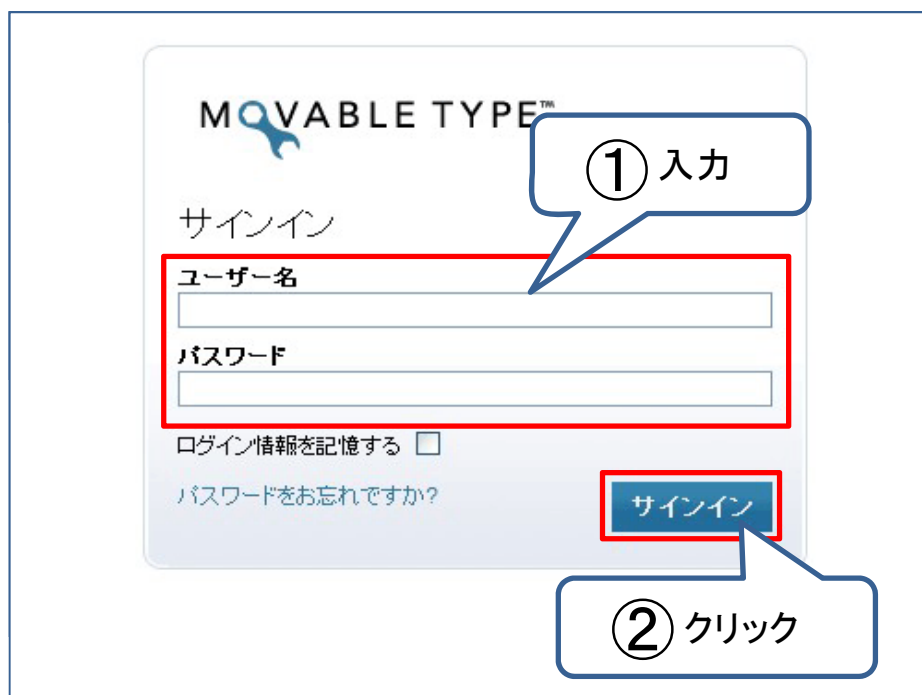 MOVABLE TYPE™
① 入力
サインイン
ユーザー名
パスワード
ログイン情報を記憶する
パスワードをお忘れですか?
サインイン
② クリック